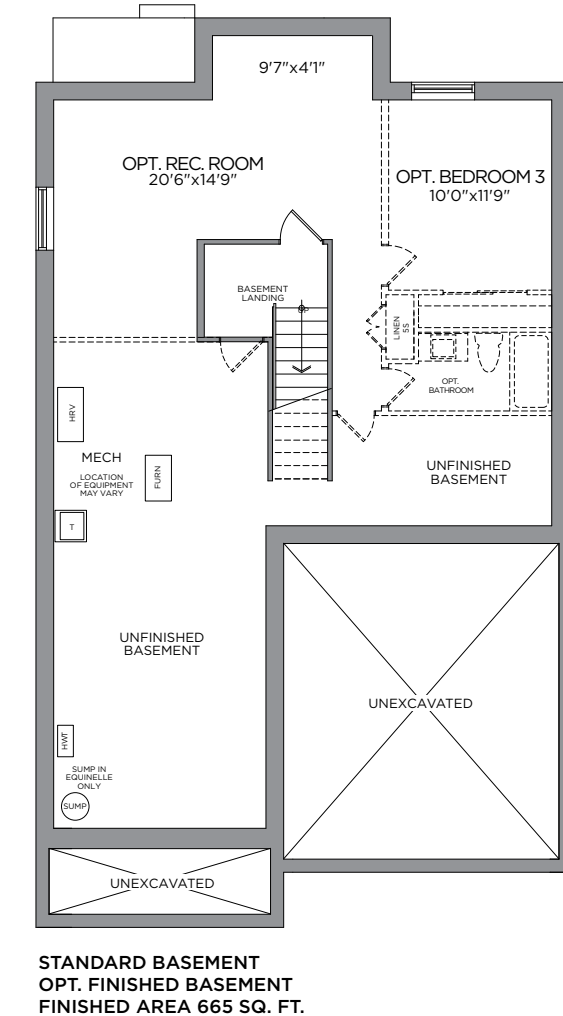 9'7"x4'1"
OPT. REC. ROOM
20'6"x14'9"
OPT. BEDROOM 3
10'0"x11'9"
BASEMENT
LANDING
UP
LINEN
5S
OPT.
BATHROOM
HRV
MECH
LOCATION
OF EQUIPMENT
MAY VARY
FURN
T
UNFINISHED
BASEMENT
UNFINISHED
BASEMENT
UNEXCAVATED
HWT
SUMP IN
EQUINELLE
ONLY
SUMP
UNEXCAVATED
STANDARD BASEMENT
OPT. FINISHED BASEMENT
FINISHED AREA 665 SQ. FT.